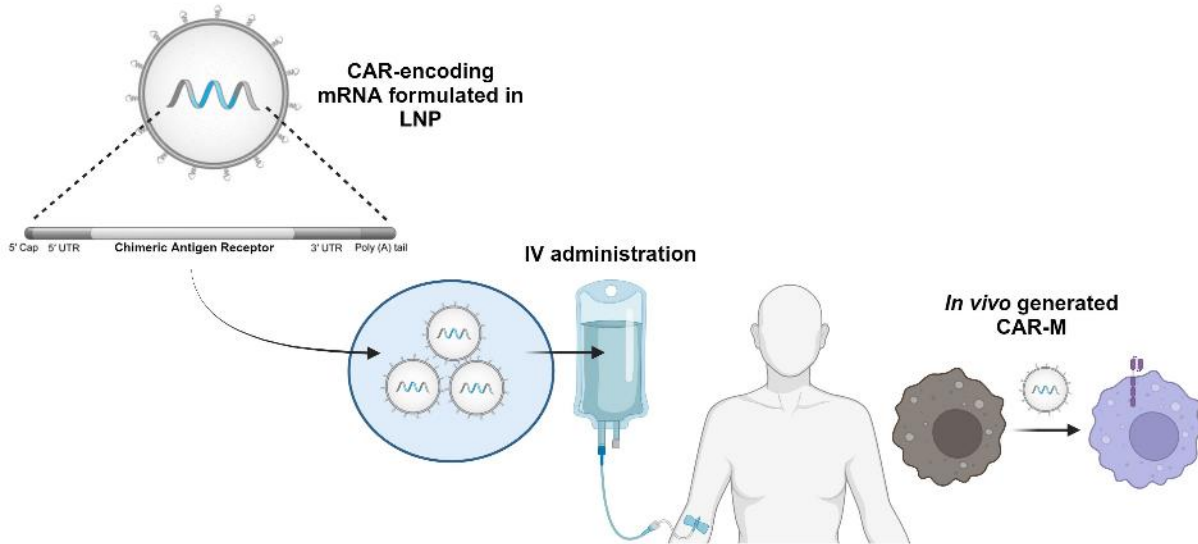 CAR-encoding
mRNA formulated in
LNP
5' Cap 5' UTR Chimeric Antigen Receptor 3' UTR Poly (A) tail
IV administration
In vivo generated
CAR-M